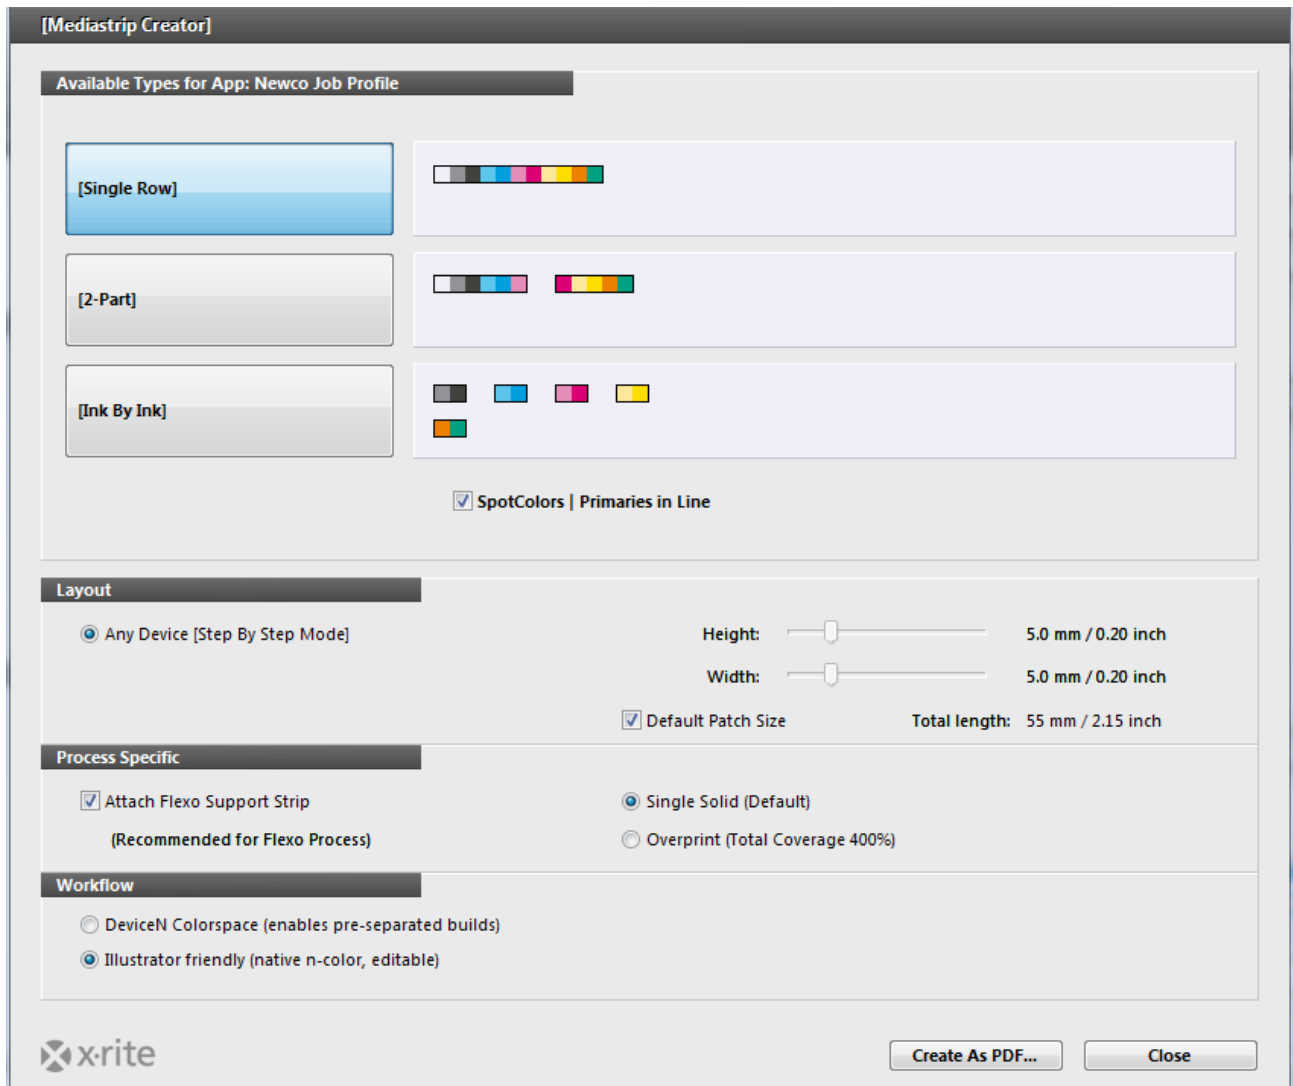 [Mediastrip Creator]
Available Types for App: Newco Job Profile
[Single Row]
[2-Part]
[Ink By Ink]
SpotColors | Primaries in Line
Layout
Any Device [Step By Step Mode]
Height: 5.0 mm / 0.20 inch
Width: 5.0 mm / 0.20 inch
Default Patch Size Total length: 55 mm / 2.15 inch
Process Specific
Attach Flexo Support Strip Single Solid (Default)
(Recommended for Flexo Process) Overprint (Total Coverage 400%)
Workflow
DeviceN Colorspace (enables pre-separated builds)
Illustrator friendly (native n-color, editable)
x·rite Create As PDF... Close